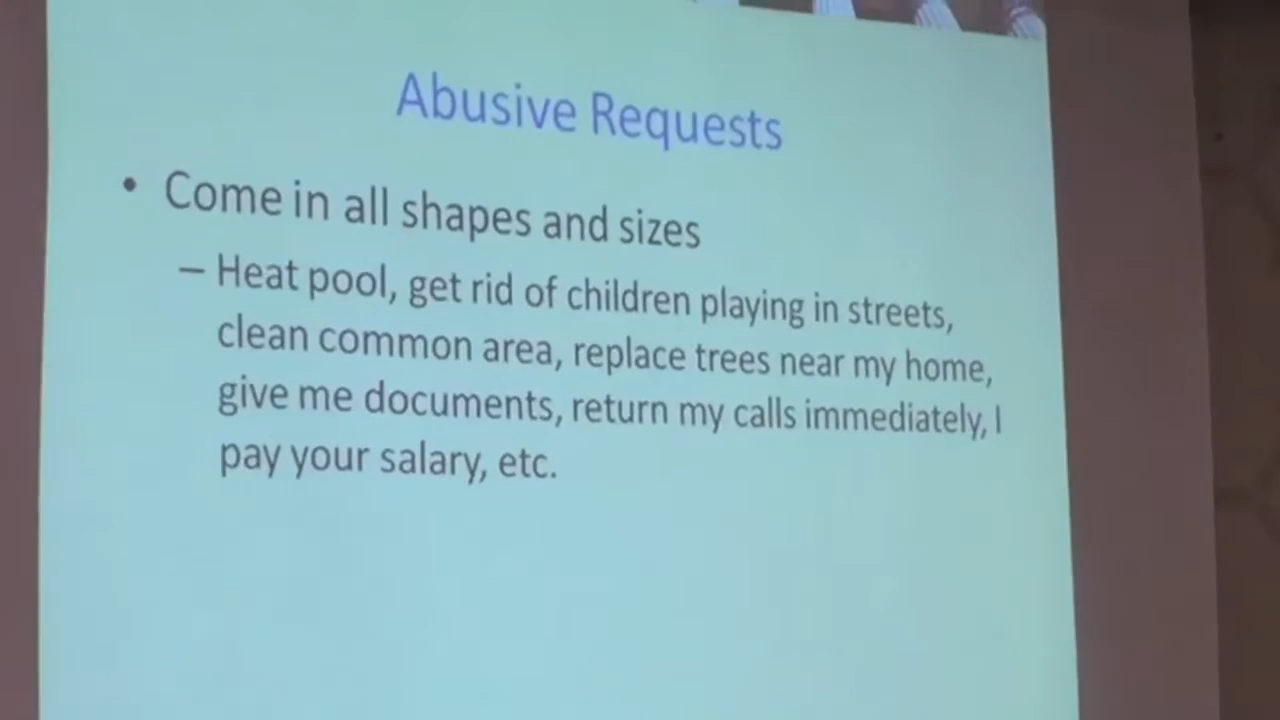 Abusive Requests
• Come in all shapes and sizes
– Heat pool, get rid of children playing in streets,
clean common area, replace trees near my home,
give me documents, return my calls immediately, I
pay your salary, etc.